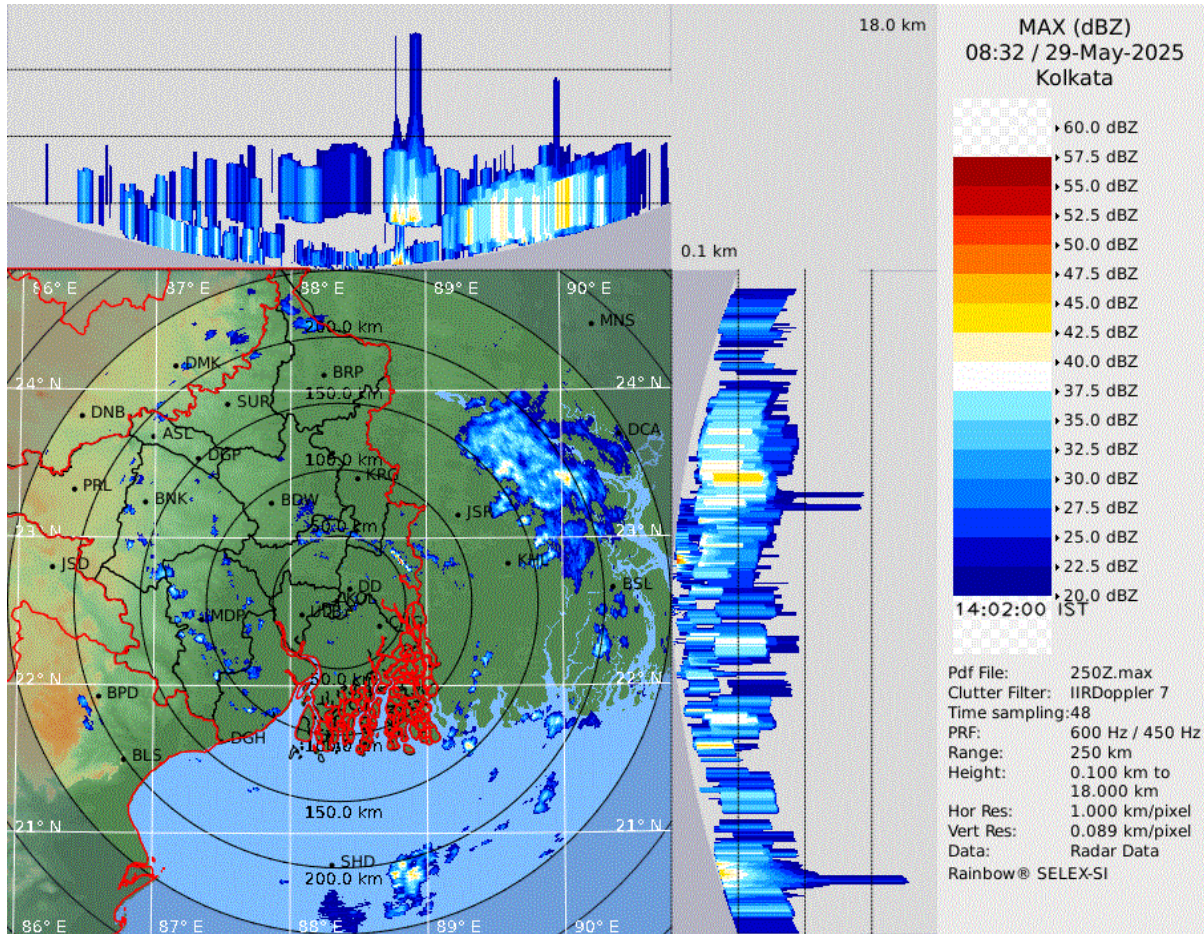 18.0 km
0.1 km
MAX (dBZ)
08:32 / 29-May-2025
Kolkata
60.0 dBZ
57.5 dBZ
55.0 dBZ
52.5 dBZ
50.0 dBZ
47.5 dBZ
45.0 dBZ
42.5 dBZ
40.0 dBZ
37.5 dBZ
35.0 dBZ
32.5 dBZ
30.0 dBZ
27.5 dBZ
25.0 dBZ
22.5 dBZ
20.0 dBZ
14:02:00 IST
Pdf File: 250Z.max
Clutter Filter: IIRDoppler 7
Time sampling:48
PRF: 600 Hz / 450 Hz
Range: 250 km
Height: 0.100 km to
18.000 km
Hor Res: 1.000 km/pixel
Vert Res: 0.089 km/pixel
Data: Radar Data
Rainbow® SELEX-SI
86° E 87° E 88° E 89° E 90° E
MNS
200.0 km
DMK
BRP
24° N 150.0 km 24° N
SUR
DNB
DCA
ASL
DGP
100.0 km
KRG
PRL
BNK
BDW
JSR
50.0 km
23° N 23° N
JSD
BSL
DD
KOL
MDP
22° N 50.0 km 22° N
BPD
DGH
100.0 km
BLS
150.0 km
21° N 21° N
SHD
200.0 km
86° E 87° E 88° E 89° E 90° E